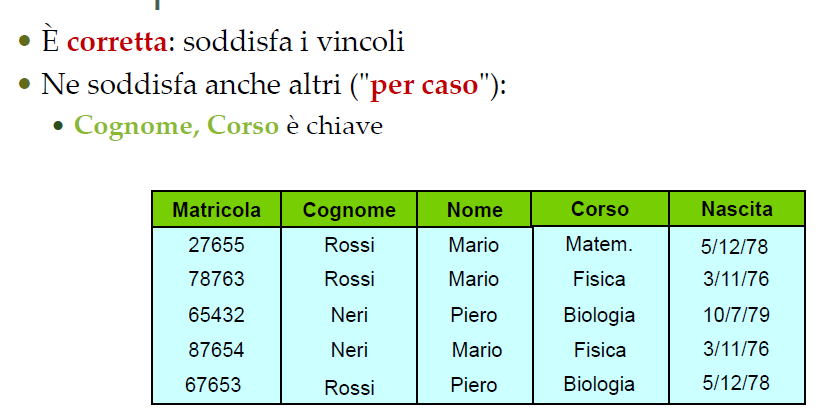 • È corretta: soddisfa i vincoli
• Ne soddisfa anche altri ("per caso"):
• Cognome, Corso è chiave
Matricola Cognome Nome Corso Nascita
27655 Rossi Mario Matem. 5/12/78
78763 Rossi Mario Fisica 3/11/76
65432 Neri Piero Biologia 10/7/79
87654 Neri Mario Fisica 3/11/76
67653 Rossi Piero Biologia 5/12/78